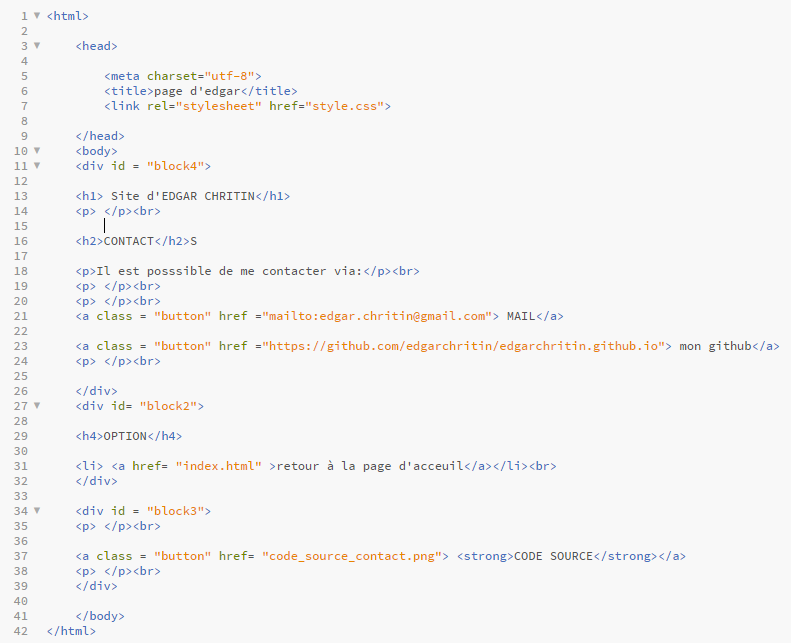 1 <html>
2
3 <head>
4
5 <meta charset="utf-8">
6 <title>page d'edgar</title>
7 <link rel="stylesheet" href="style.css">
8
9 </head>
10 <body>
11 <div id = "block4">
12
13 <h1> Site d'EDGAR CHRITIN</h1>
14 <p> </p><br>
15
16 <h2>CONTACT</h2>S
17
18 <p>Il est posssible de me contacter via:</p><br>
19 <p> </p><br>
20 <p> </p><br>
21 <a class = "button" href ="mailto:edgar.chritin@gmail.com"> MAIL</a>
22
23 <a class = "button" href ="https://github.com/edgarchritin/edgarchritin.github.io"> mon github</a>
24 <p> </p><br>
25
26 </div>
27 <div id= "block2">
28
29 <h4>OPTION</h4>
30
31 <li> <a href= "index.html" >retour à la page d'acceuil</a></li><br>
32 </div>
33
34 <div id = "block3">
35 <p> </p><br>
36
37 <a class = "button" href= "code_source_contact.png"> <strong>CODE SOURCE</strong></a>
38 <p> </p><br>
39 </div>
40
41 </body>
42 </html>